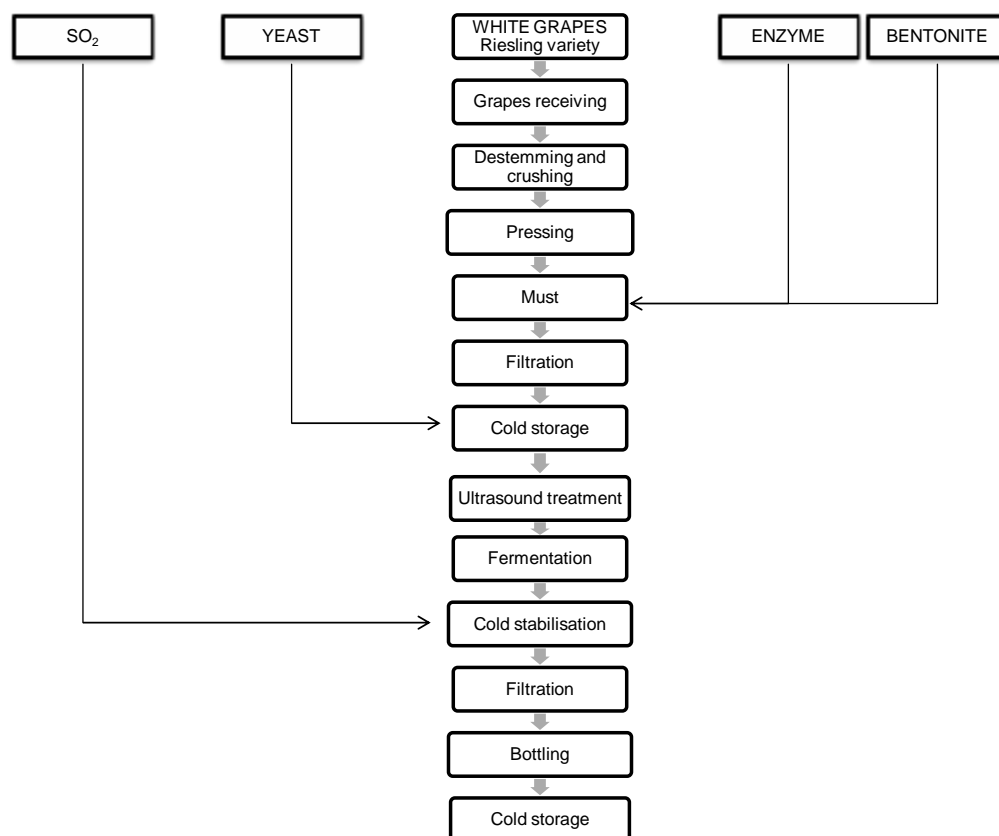 SO₂
YEAST
WHITE GRAPES
Riesling variety
ENZYME
BENTONITE
Grapes receiving
Destemming and
crushing
Pressing
Must
Filtration
Cold storage
Ultrasound treatment
Fermentation
Cold stabilisation
Filtration
Bottling
Cold storage